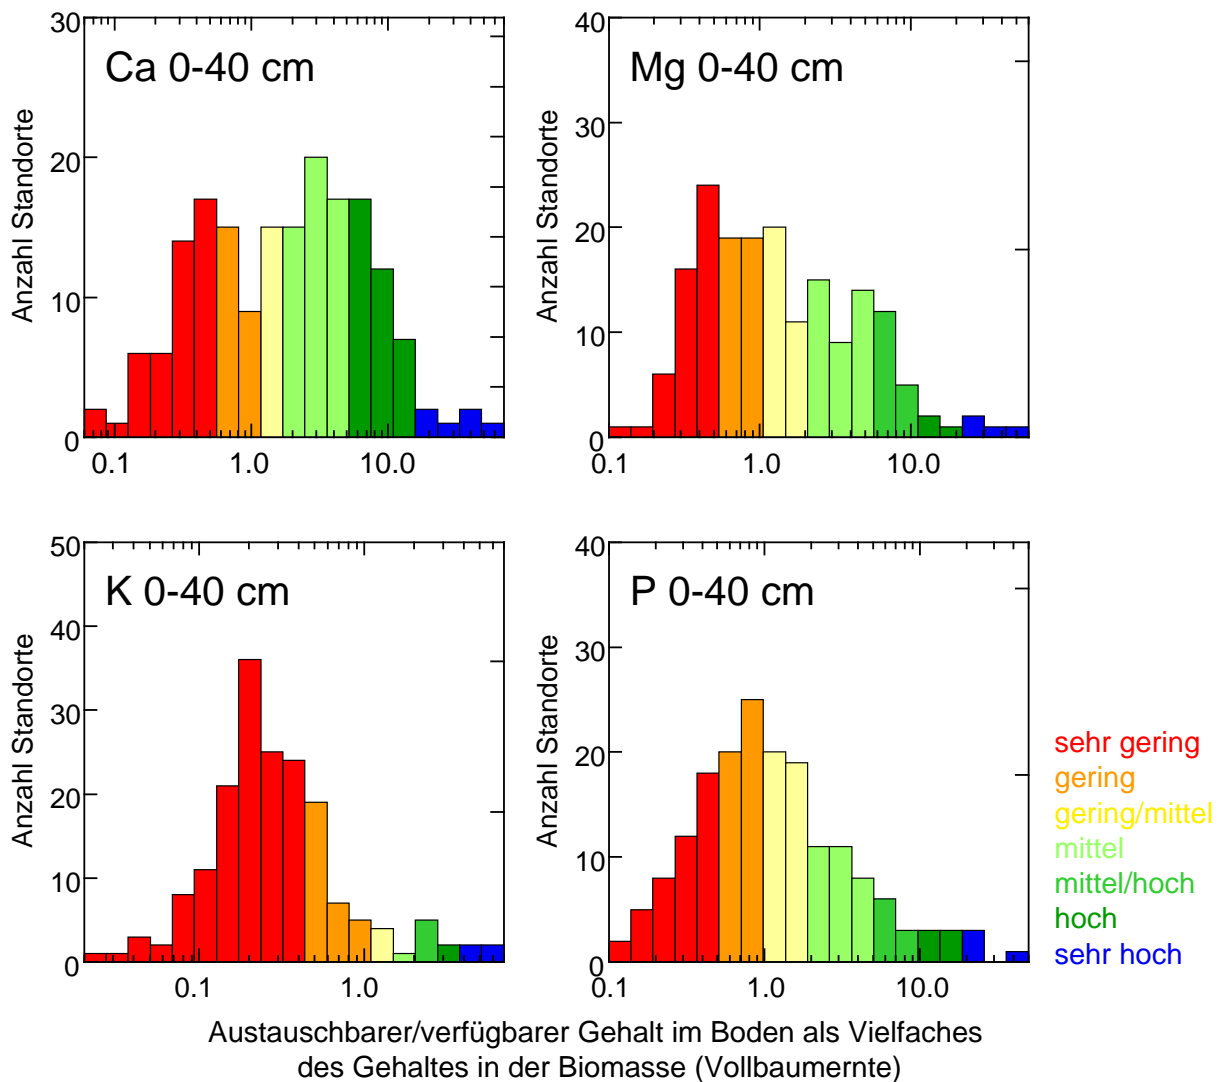 30
20
10
0
Anzahl Standorte
Ca 0-40 cm
0.1 1.0 10.0
40
30
20
10
0
Anzahl Standorte
Mg 0-40 cm
0.1 1.0 10.0
50
40
30
20
10
0
Anzahl Standorte
K 0-40 cm
0.1 1.0
40
30
20
10
0
Anzahl Standorte
P 0-40 cm
0.1 1.0 10.0
sehr gering
gering
gering/mittel
mittel
mittel/hoch
hoch
sehr hoch
Austauschbarer/verfügbarer Gehalt im Boden als Vielfaches
des Gehaltes in der Biomasse (Vollbaumernte)